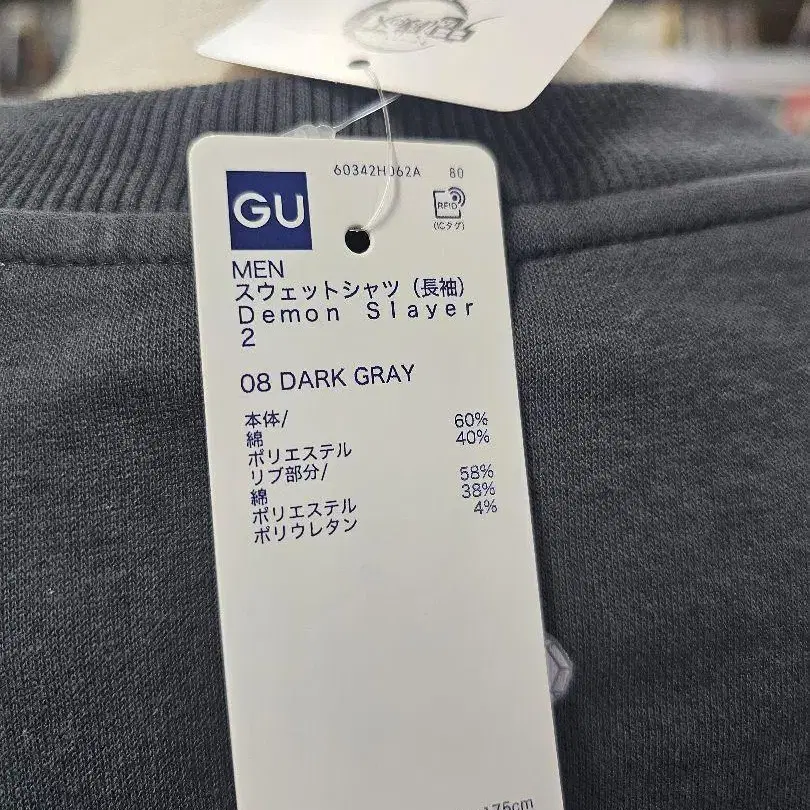 60342H062A 80
GU
RFID
(ICタグ)
MEN
スウェットシャツ（長袖）
Demon Slayer
2
08 DARK GRAY
本体/
綿 60%
ポリエステル 40%
リブ部分/
綿 58%
ポリエステル 38%
ポリウレタン 4%
175cm